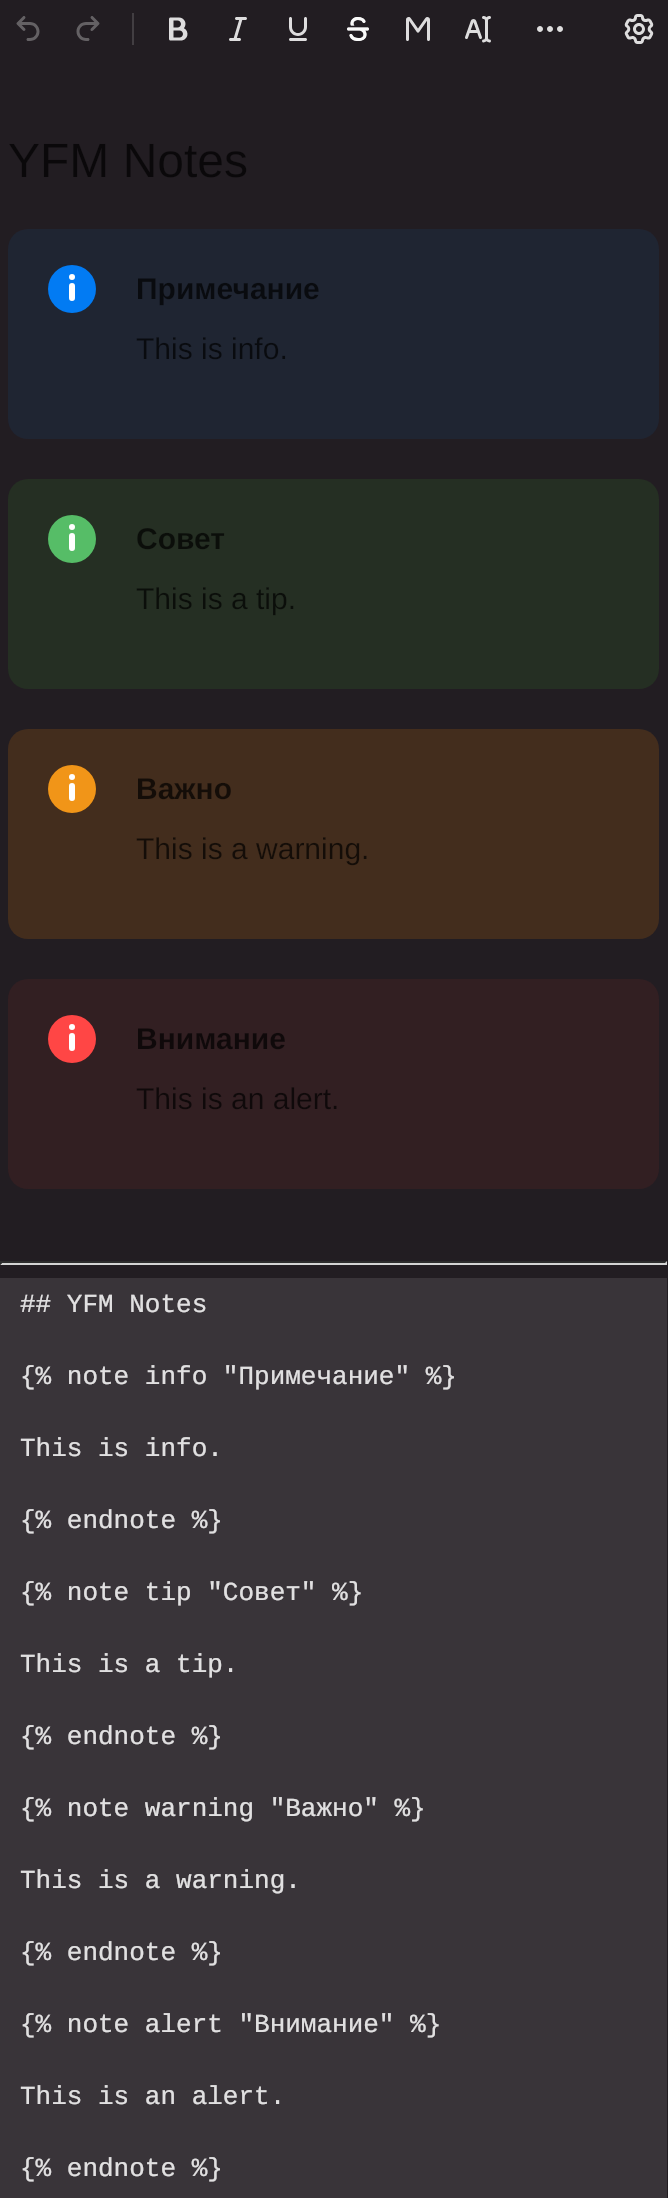 YFM Notes
Примечание
This is info.
Совет
This is a tip.
Важно
This is a warning.
Внимание
This is an alert.
## YFM Notes
{% note info "Примечание" %}
This is info.
{% endnote %}
{% note tip "Совет" %}
This is a tip.
{% endnote %}
{% note warning "Важно" %}
This is a warning.
{% endnote %}
{% note alert "Внимание" %}
This is an alert.
{% endnote %}